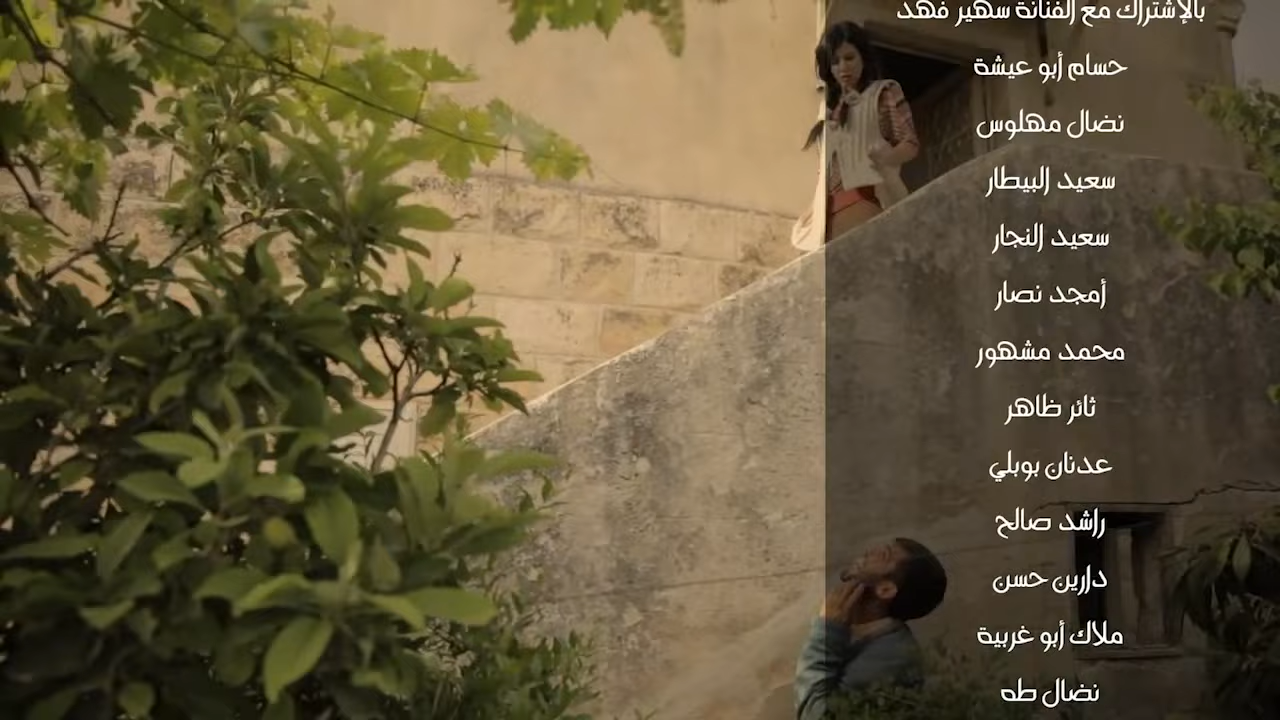 بالإشتراك مع الفنانة سهير فهد
حسام أبو عيشة
نضال مهلوس
سعيد البيطار
سعيد النجار
أمجد نصار
محمد مشهور
ثائر ظاهر
عدنان بوبلي
راشد صالح
دارين حسن
ملاك أبو غربية
نضال طه